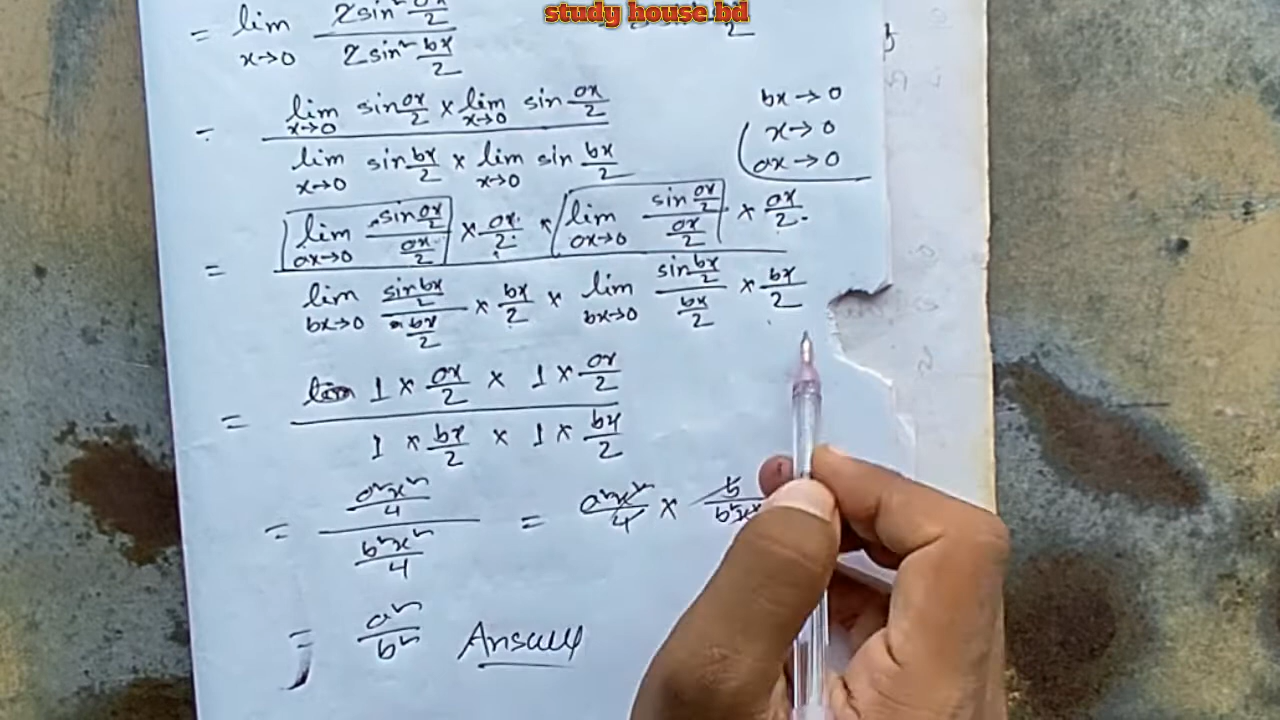 study house bd
= lim x→0 2sin² ax/2 / 2sin² bx/2
= lim x→0 sin ax/2 × lim x→0 sin ax/2 / lim x→0 sin bx/2 × lim x→0 sin bx/2
bx→0
x→0
ax→0
= lim ax→0 sin ax/2 / ax/2 × ax/2 × lim ax→0 sin ax/2 / ax/2 × ax/2 / lim bx→0 sin bx/2 / bx/2 × bx/2 × lim bx→0 sin bx/2 / bx/2 × bx/2
= 1 × ax/2 × 1 × ax/2 / 1 × bx/2 × 1 × bx/2
= a²x²/4 / b²x²/4 = a²x²/4 ×
= a²/b² Answer